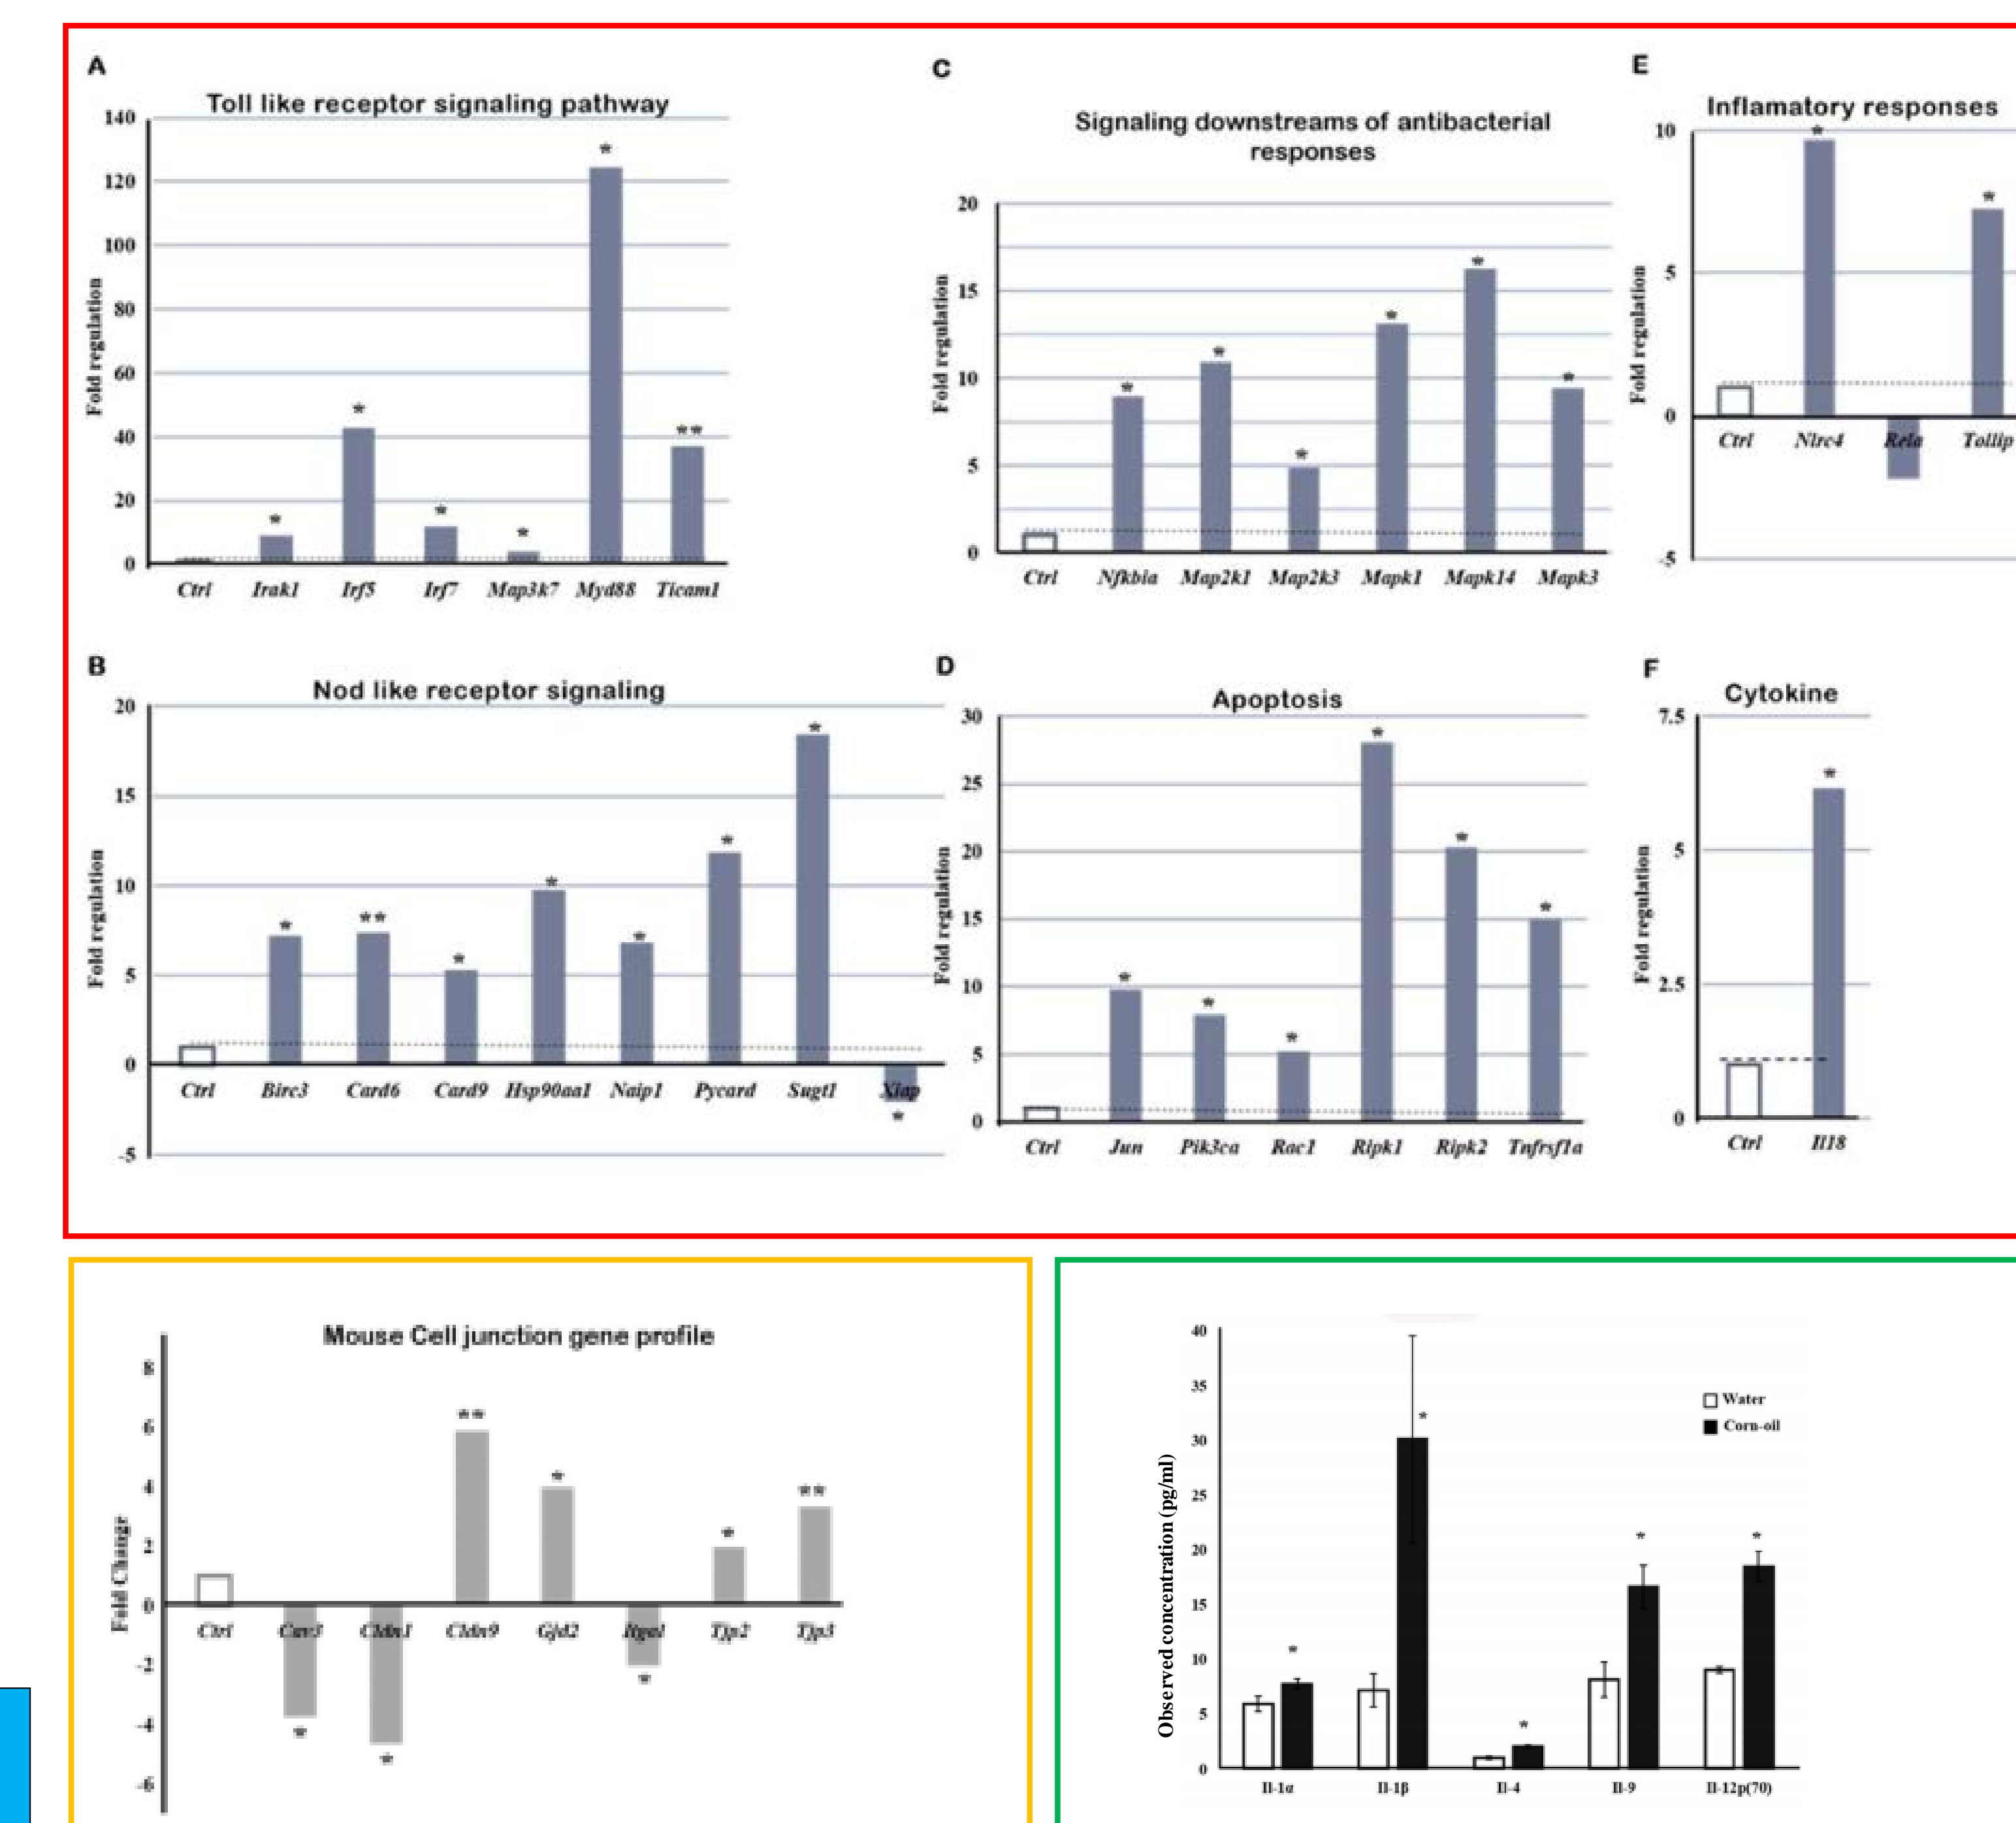 A
Toll like receptor signaling pathway
Fold regulation
140
120
100
80
60
40
20
0
*
*
*
*
*
**
Ctrl Irak1 Irf5 Irf7 Map3k7 Myd88 Ticam1
C
Signaling downstreams of antibacterial
responses
Fold regulation
20
15
10
5
0
*
*
*
*
*
*
Ctrl Nfkbia Map2k1 Map2k3 Mapk1 Mapk14 Mapk3
E
Inflamatory responses
Fold regulation
10
5
0
-5
*
*
Ctrl Nlrc4 Rela Tollip
B
Nod like receptor signaling
Fold regulation
20
15
10
5
0
-5
*
**
*
*
*
*
*
*
Ctrl Birc3 Card6 Card9 Hsp90aa1 Naip1 Pycard Sugt1 Xiap
D
Apoptosis
Fold regulation
30
25
20
15
10
5
0
*
*
*
*
*
*
Ctrl Jun Pik3ca Rac1 Ripk1 Ripk2 Tnfrsf1a
F
Cytokine
Fold regulation
7.5
5
2.5
0
*
Ctrl Il18
Mouse Cell junction gene profile
Fold Change
8
6
4
2
0
-2
-4
-6
*
*
**
*
*
*
**
Ctrl Cav3 Cldn1 Cldn9 Gjd2 Itga1 Tjp2 Tjp3
Observed concentration (pg/ml)
40
35
30
25
20
15
10
5
0
Water
Corn-oil
*
*
*
*
*
Il-1α Il-1β Il-4 Il-9 Il-12p(70)